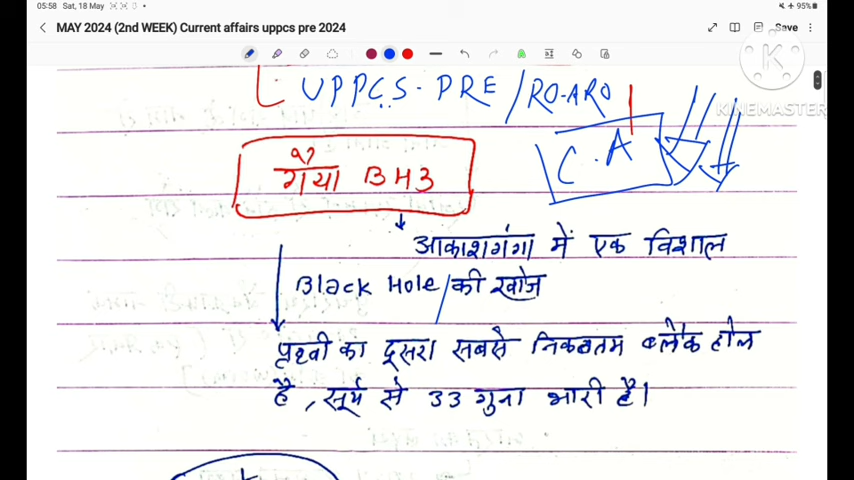 05:58 Sat, 18 May
95%
MAY 2024 (2nd WEEK) Current affairs uppcs pre 2024
Save
K
KINEMASTER
UPPCS-PRE/RO-ARO
C.A
गैया BH3
आकाशगंगा में एक विशाल
Black Hole/की खोज
पृथ्वी का दूसरा सबसे निकटतम ब्लैक होल
है, सूर्य से 33 गुना भारी है।